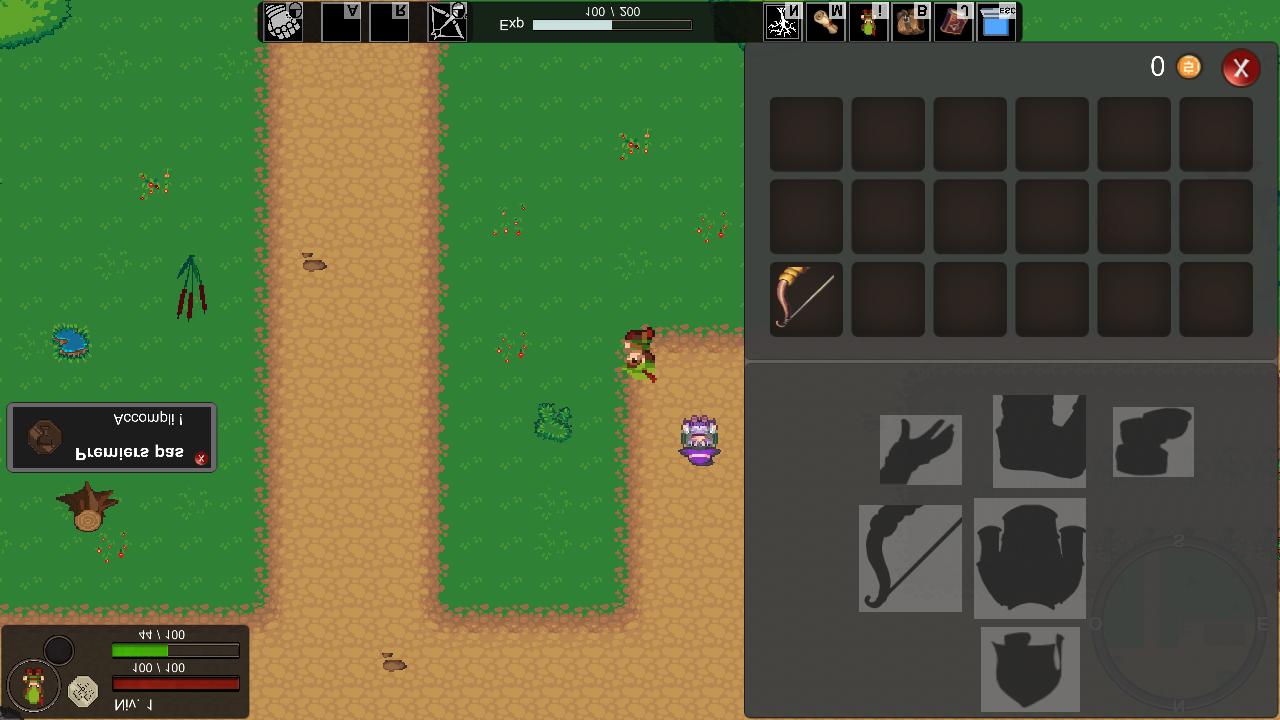 A
R
Exp
100 / 200
N
M
I
B
J
ESC
0
X
Accompli !
Premiers pas
x
S
O
E
N
44 / 100
100 / 100
Niv. 1